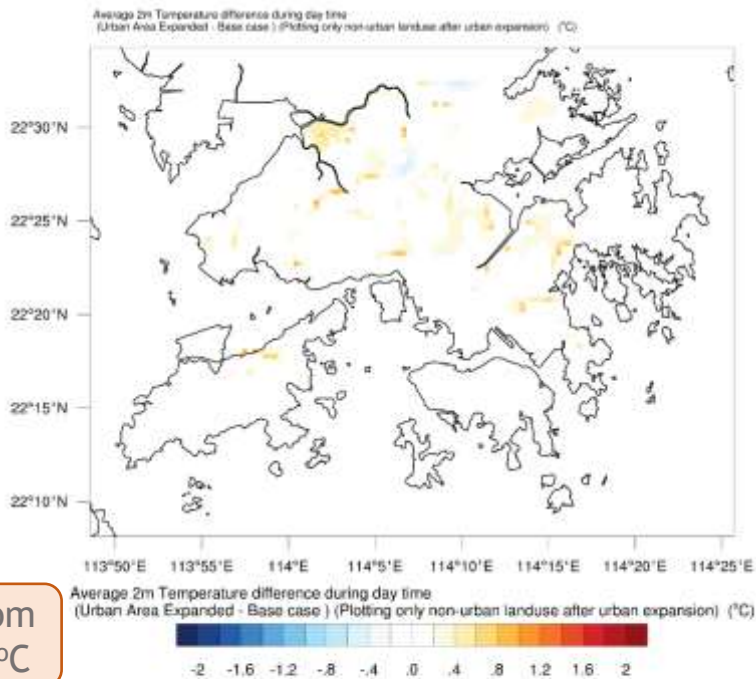 Average 2m Temperature difference during day time
(Urban Area Expanded - Base case ) (Plotting only non-urban landuse after urban expansion) (°C)
22°30'N
22°25'N
22°20'N
22°15'N
22°10'N
113°50'E 113°55'E 114°E 114°5'E 114°10'E 114°15'E 114°20'E 114°25'E
Average 2m Temperature difference during day time
(Urban Area Expanded - Base case ) (Plotting only non-urban landuse after urban expansion) (°C)
-2 -1.6 -1.2 -.8 -.4 .0 .4 .8 1.2 1.6 2
°C